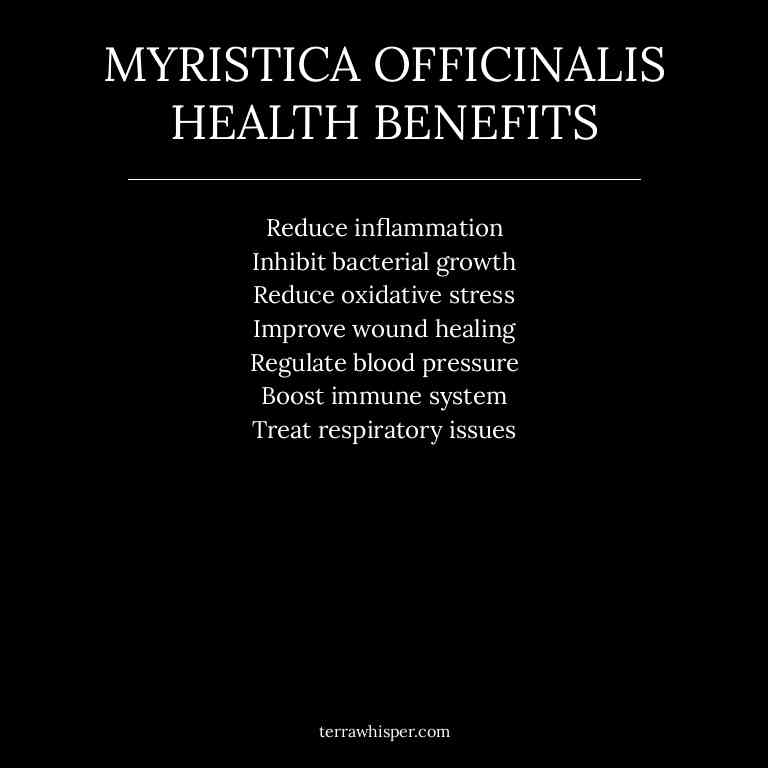 MYRISTICA OFFICINALIS
HEALTH BENEFITS
Reduce inflammation
Inhibit bacterial growth
Reduce oxidative stress
Improve wound healing
Regulate blood pressure
Boost immune system
Treat respiratory issues
terrawhisper.com